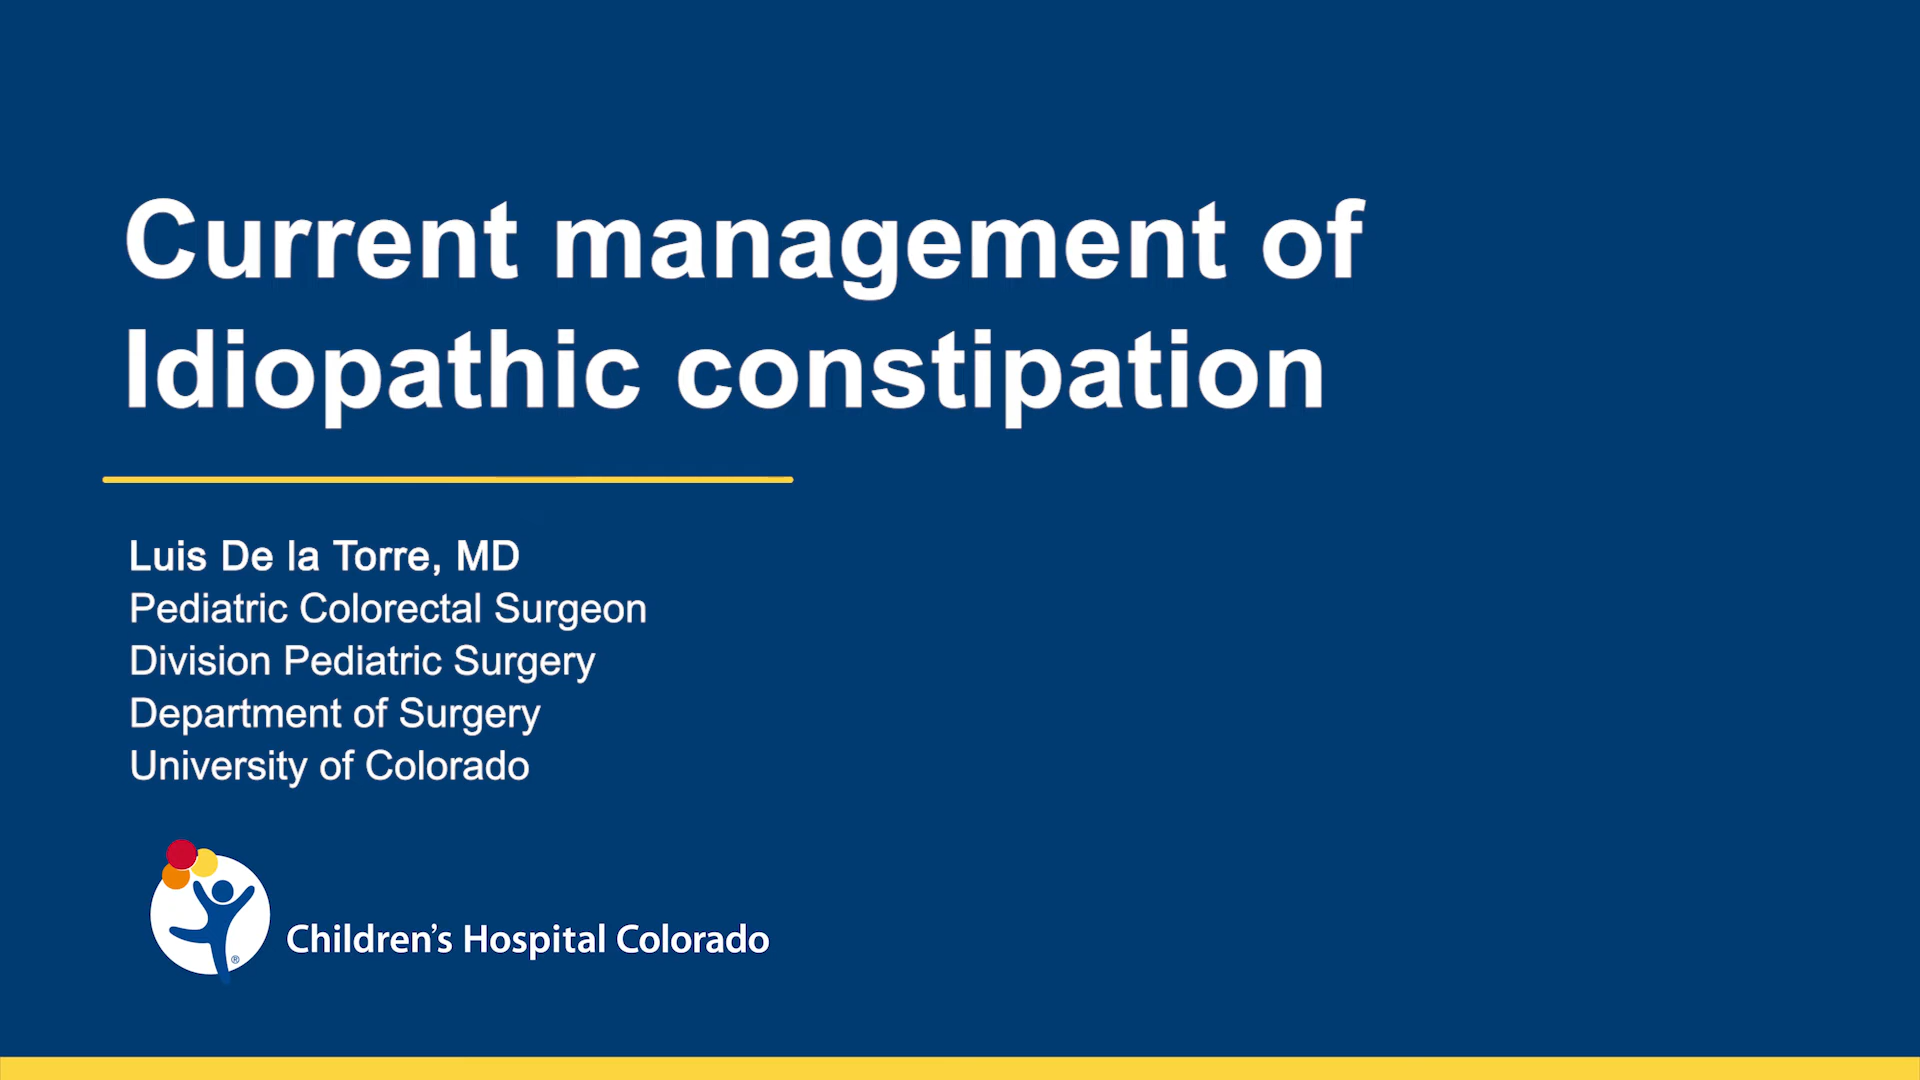 Current management of
Idiopathic constipation
Luis De la Torre, MD
Pediatric Colorectal Surgeon
Division Pediatric Surgery
Department of Surgery
University of Colorado
®
Children's Hospital Colorado